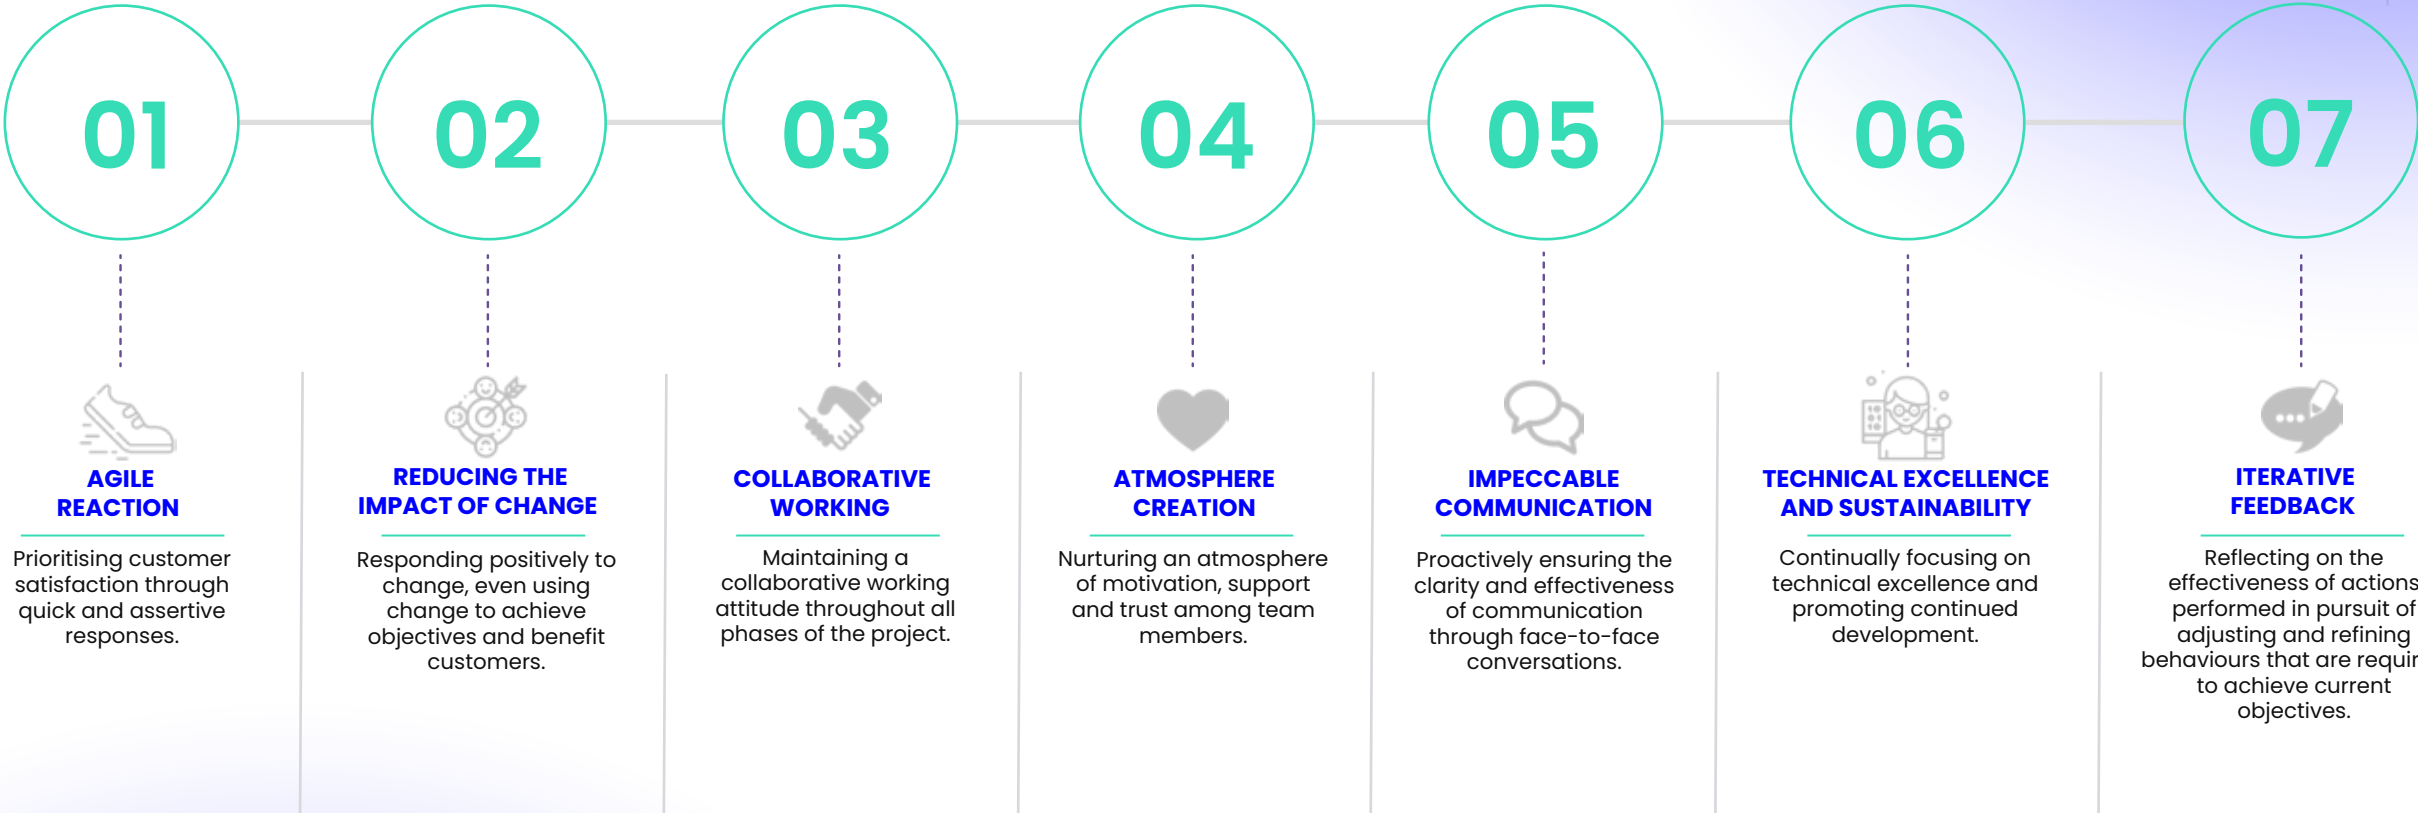 01
02
03
04
05
06
07
AGILE
REACTION
Prioritising customer
satisfaction through
quick and assertive
responses.
REDUCING THE
IMPACT OF CHANGE
Responding positively to
change, even using
change to achieve
objectives and benefit
customers.
COLLABORATIVE
WORKING
Maintaining a
collaborative working
attitude throughout all
phases of the project.
ATMOSPHERE
CREATION
Nurturing an atmosphere
of motivation, support
and trust among team
members.
IMPECCABLE
COMMUNICATION
Proactively ensuring the
clarity and effectiveness
of communication
through face-to-face
conversations.
TECHNICAL EXCELLENCE
AND SUSTAINABILITY
Continually focusing on
technical excellence and
promoting continued
development.
ITERATIVE
FEEDBACK
Reflecting on the
effectiveness of actions
performed in pursuit of
adjusting and refining
behaviours that are
to achieve current
objectives.